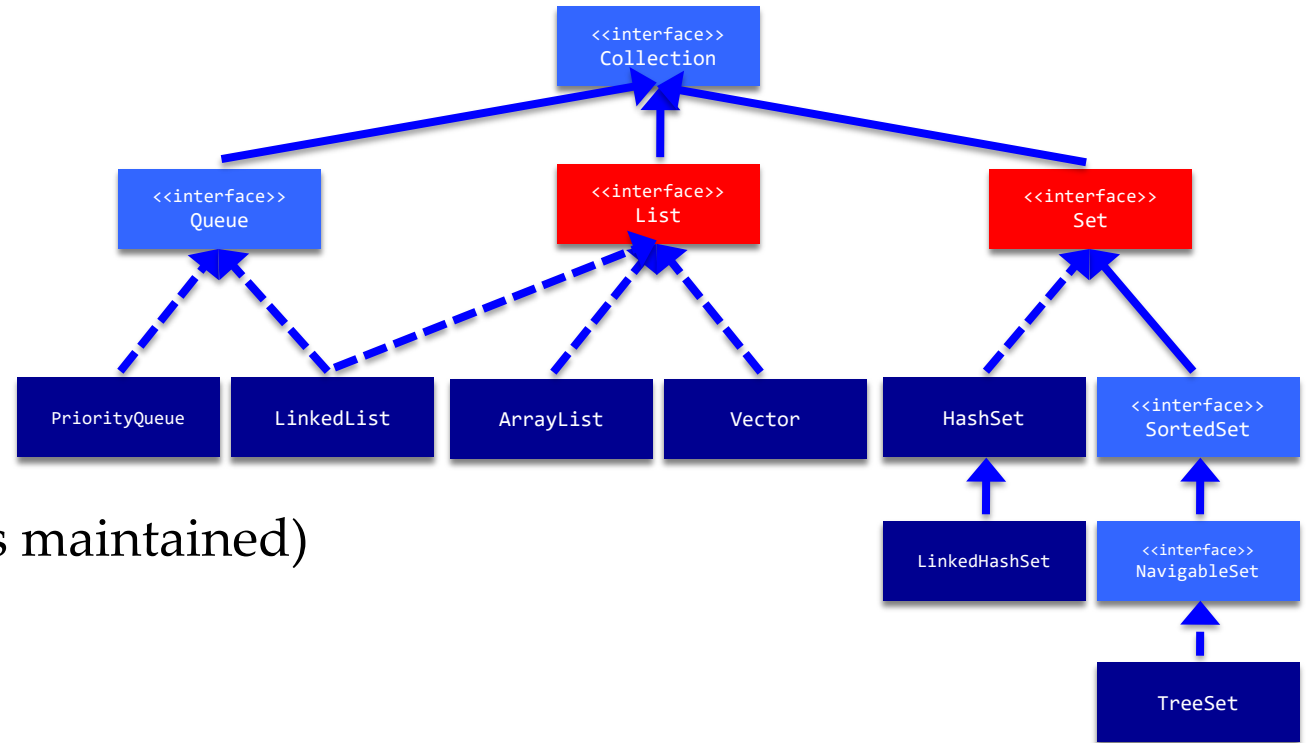 <<interface>>
Collection
<<interface>>
Queue
<<interface>>
List
<<interface>>
Set
PriorityQueue
LinkedList
ArrayList
Vector
HashSet
<<interface>>
SortedSet
s maintained)
LinkedHashSet
<<interface>>
NavigableSet
TreeSet